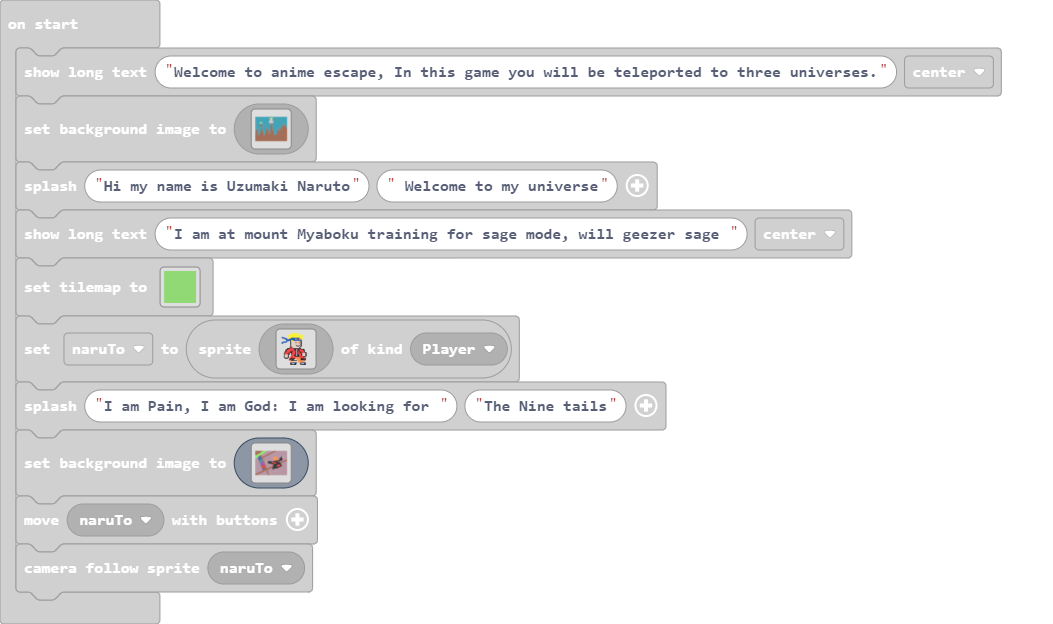 on start
show long text "Welcome to anime escape, In this game you will be teleported to three universes." center
set background image to
splash "Hi my name is Uzumaki Naruto" " Welcome to my universe"
show long text "I am at mount Myaboku training for sage mode, will geezer sage " center
set tilemap to
set naruTo to sprite of kind Player
splash "I am Pain, I am God: I am looking for " "The Nine tails"
set background image to
move naruTo with buttons
camera follow sprite naruTo